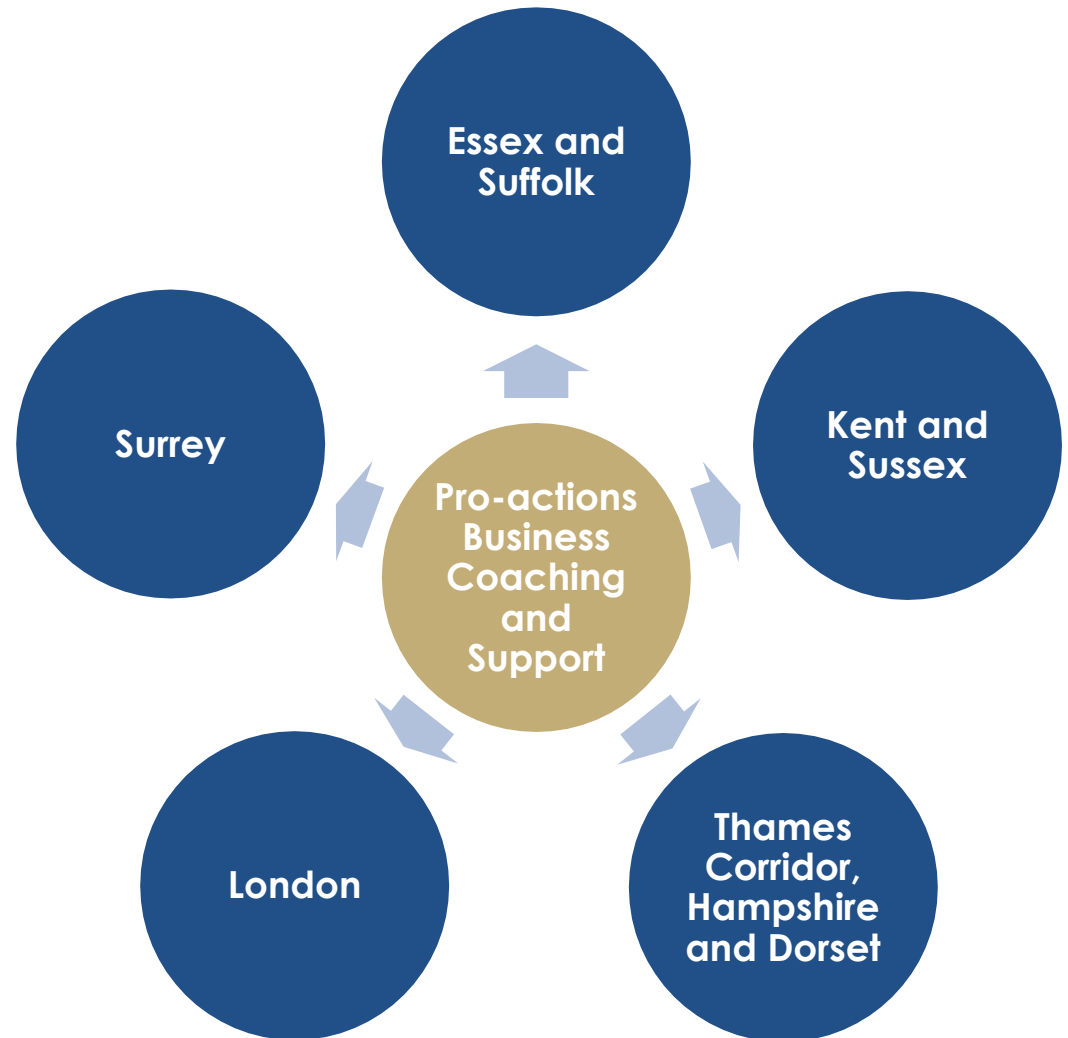 Essex and
Suffolk
Kent and
Sussex
Surrey
Pro-actions
Business
Coaching
and
Support
Thames
Corridor,
Hampshire
and Dorset
London